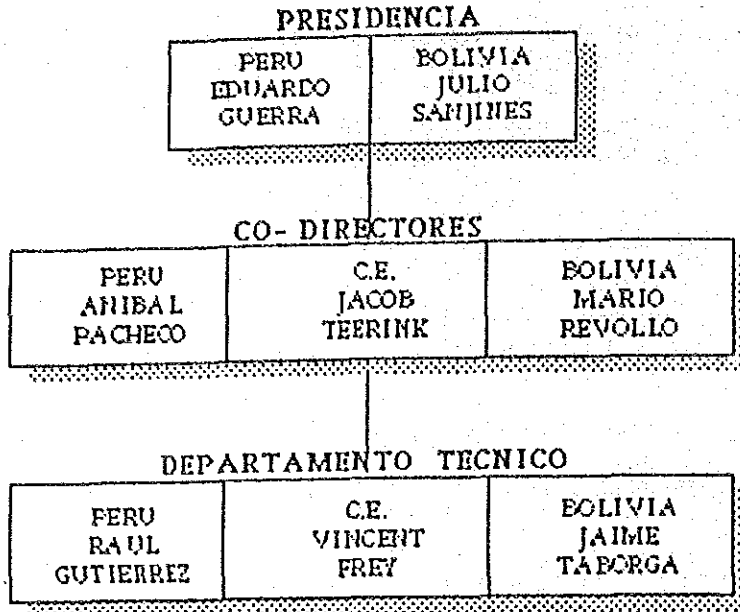 PRESIDENCIA
PERU
EDUARDO
GUERRA
BOLIVIA
JULIO
SANJINES
CO- DIRECTORES
PERU
ANIBAL
PACHECO
C.E.
JACOB
TEERINK
BOLIVIA
MARIO
REVOLLO
DEPARTAMENTO TECNICO
PERU
RAUL
GUTIERREZ
C.E.
VINCENT
FREY
BOLIVIA
JAIME
TABORGA